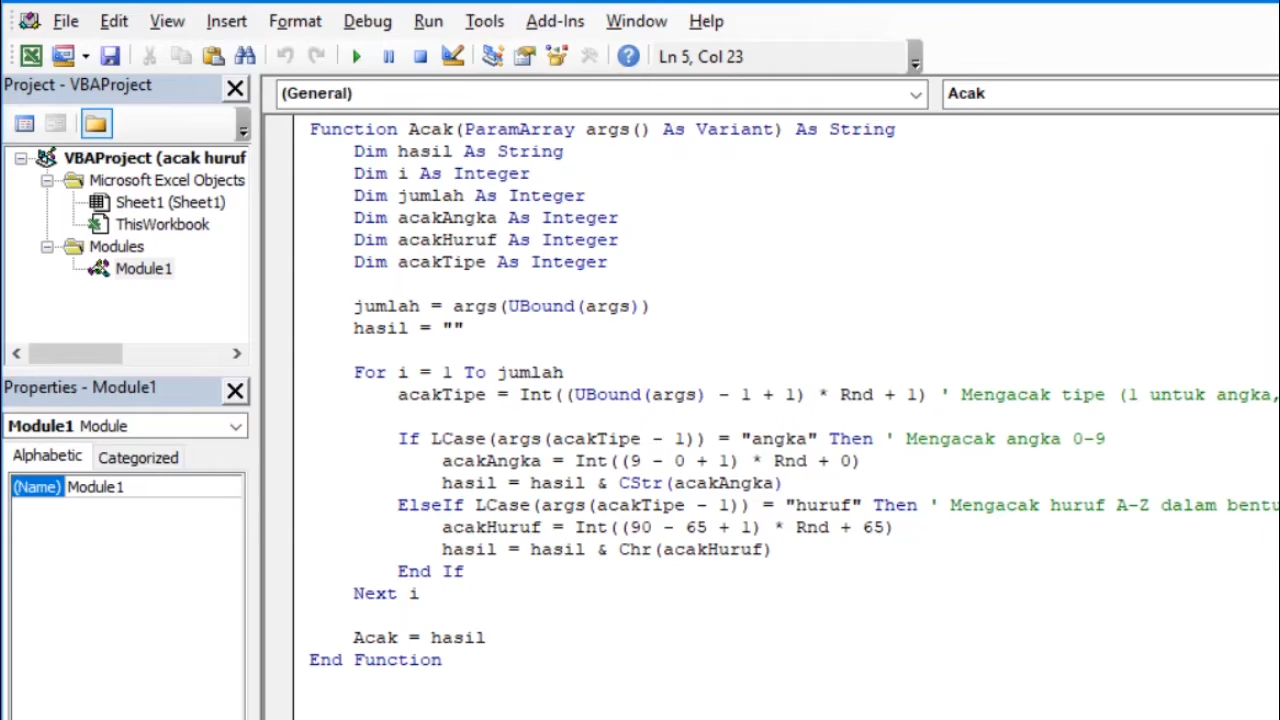 File Edit View Insert Format Debug Run Tools Add-Ins Window Help
Ln 5, Col 23
Project - VBAProject
(General)
Acak
VBAProject (acak huruf
Microsoft Excel Objects
Sheet1 (Sheet1)
ThisWorkbook
Modules
Module1
Properties - Module1
Module1 Module
Alphabetic Categorized
(Name) Module1
Function Acak(ParamArray args() As Variant) As String
Dim hasil As String
Dim i As Integer
Dim jumlah As Integer
Dim acakAngka As Integer
Dim acakHuruf As Integer
Dim acakTipe As Integer
jumlah = args(UBound(args))
hasil = ""
For i = 1 To jumlah
acakTipe = Int((UBound(args) - 1 + 1) * Rnd + 1) ' Mengacak tipe (1 untuk angka,
If LCase(args(acakTipe - 1)) = "angka" Then ' Mengacak angka 0-9
acakAngka = Int((9 - 0 + 1) * Rnd + 0)
hasil = hasil & CStr(acakAngka)
ElseIf LCase(args(acakTipe - 1)) = "huruf" Then ' Mengacak huruf A-Z dalam bentu
acakHuruf = Int((90 - 65 + 1) * Rnd + 65)
hasil = hasil & Chr(acakHuruf)
End If
Next i
Acak = hasil
End Function